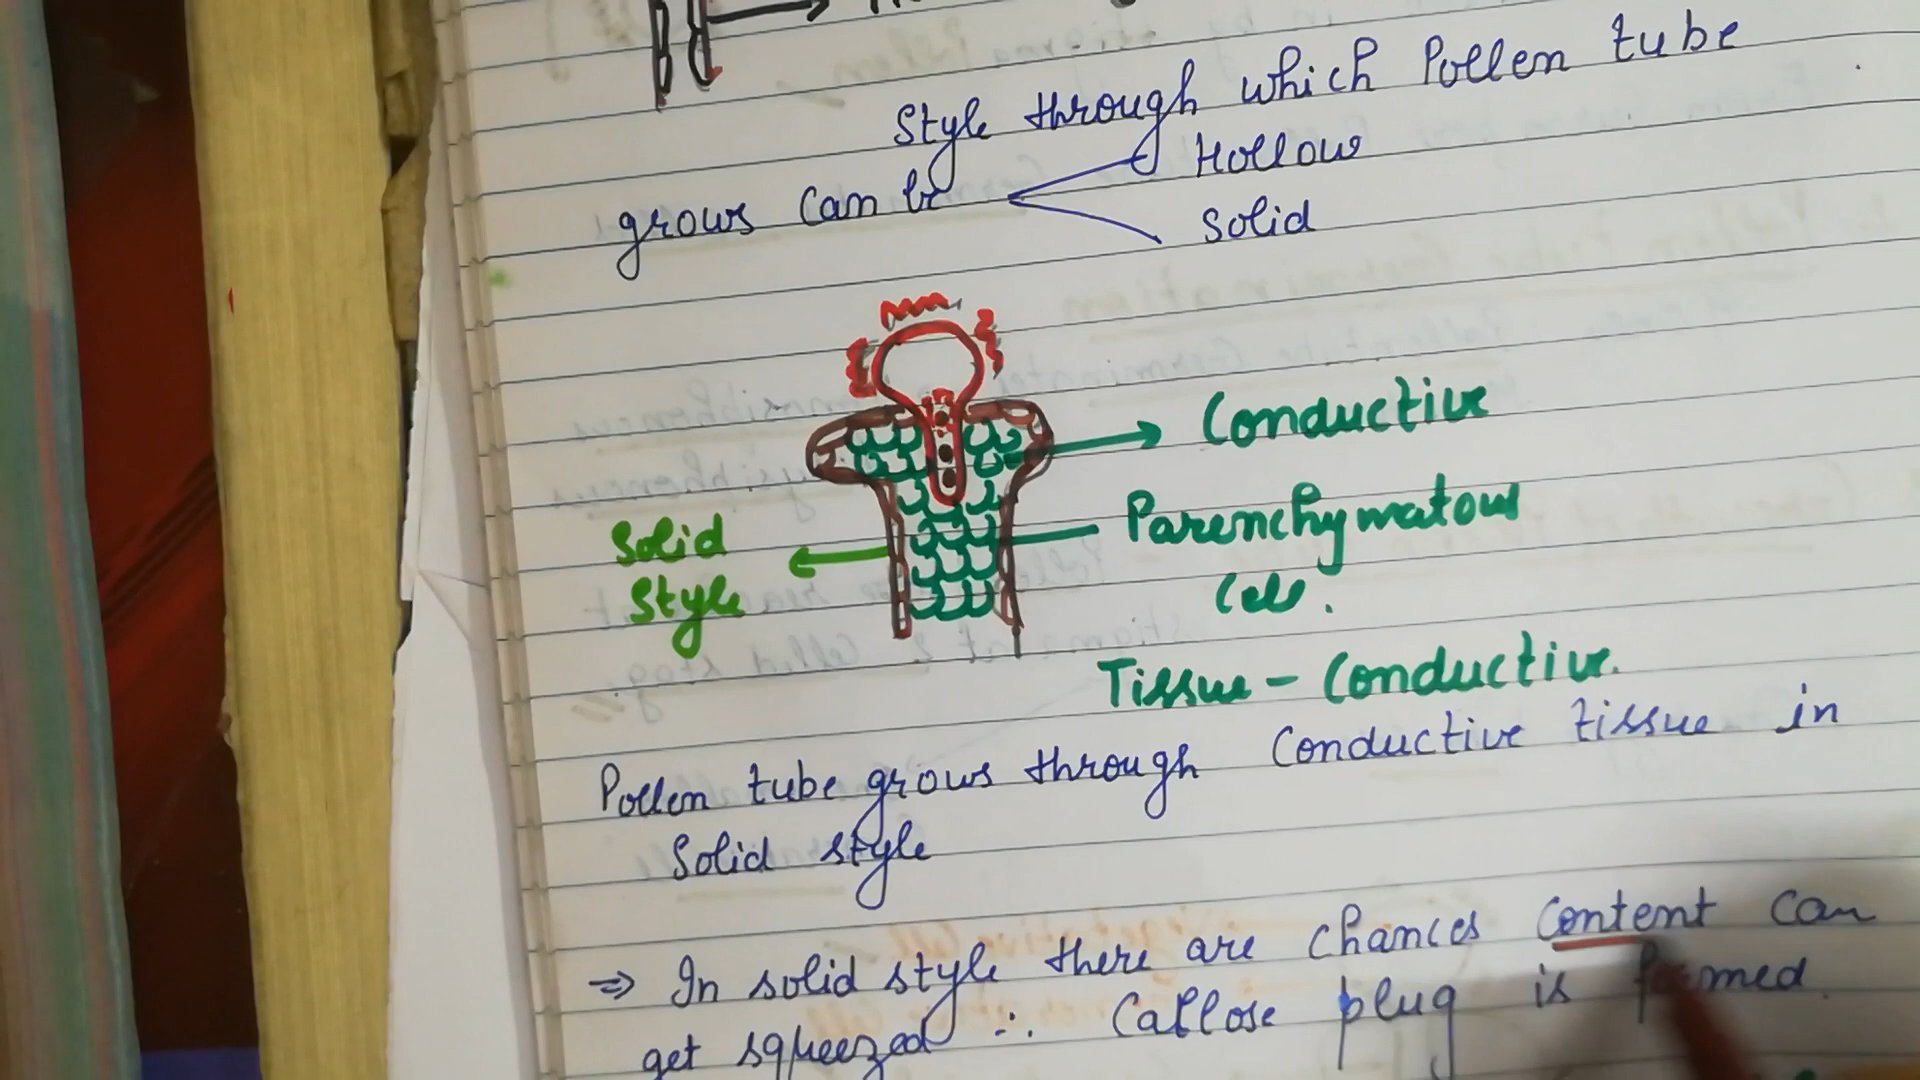 Style through which Pollen tube
grows can be
Hollow
Solid
Conductive
Parenchymatous
Cells.
Solid
Style
Tissue - Conductive.
Pollen tube grows through Conductive tissue in
Solid style
⇒ In solid style there are chances Content can
get squeezed ∴ Callose plug is formed.